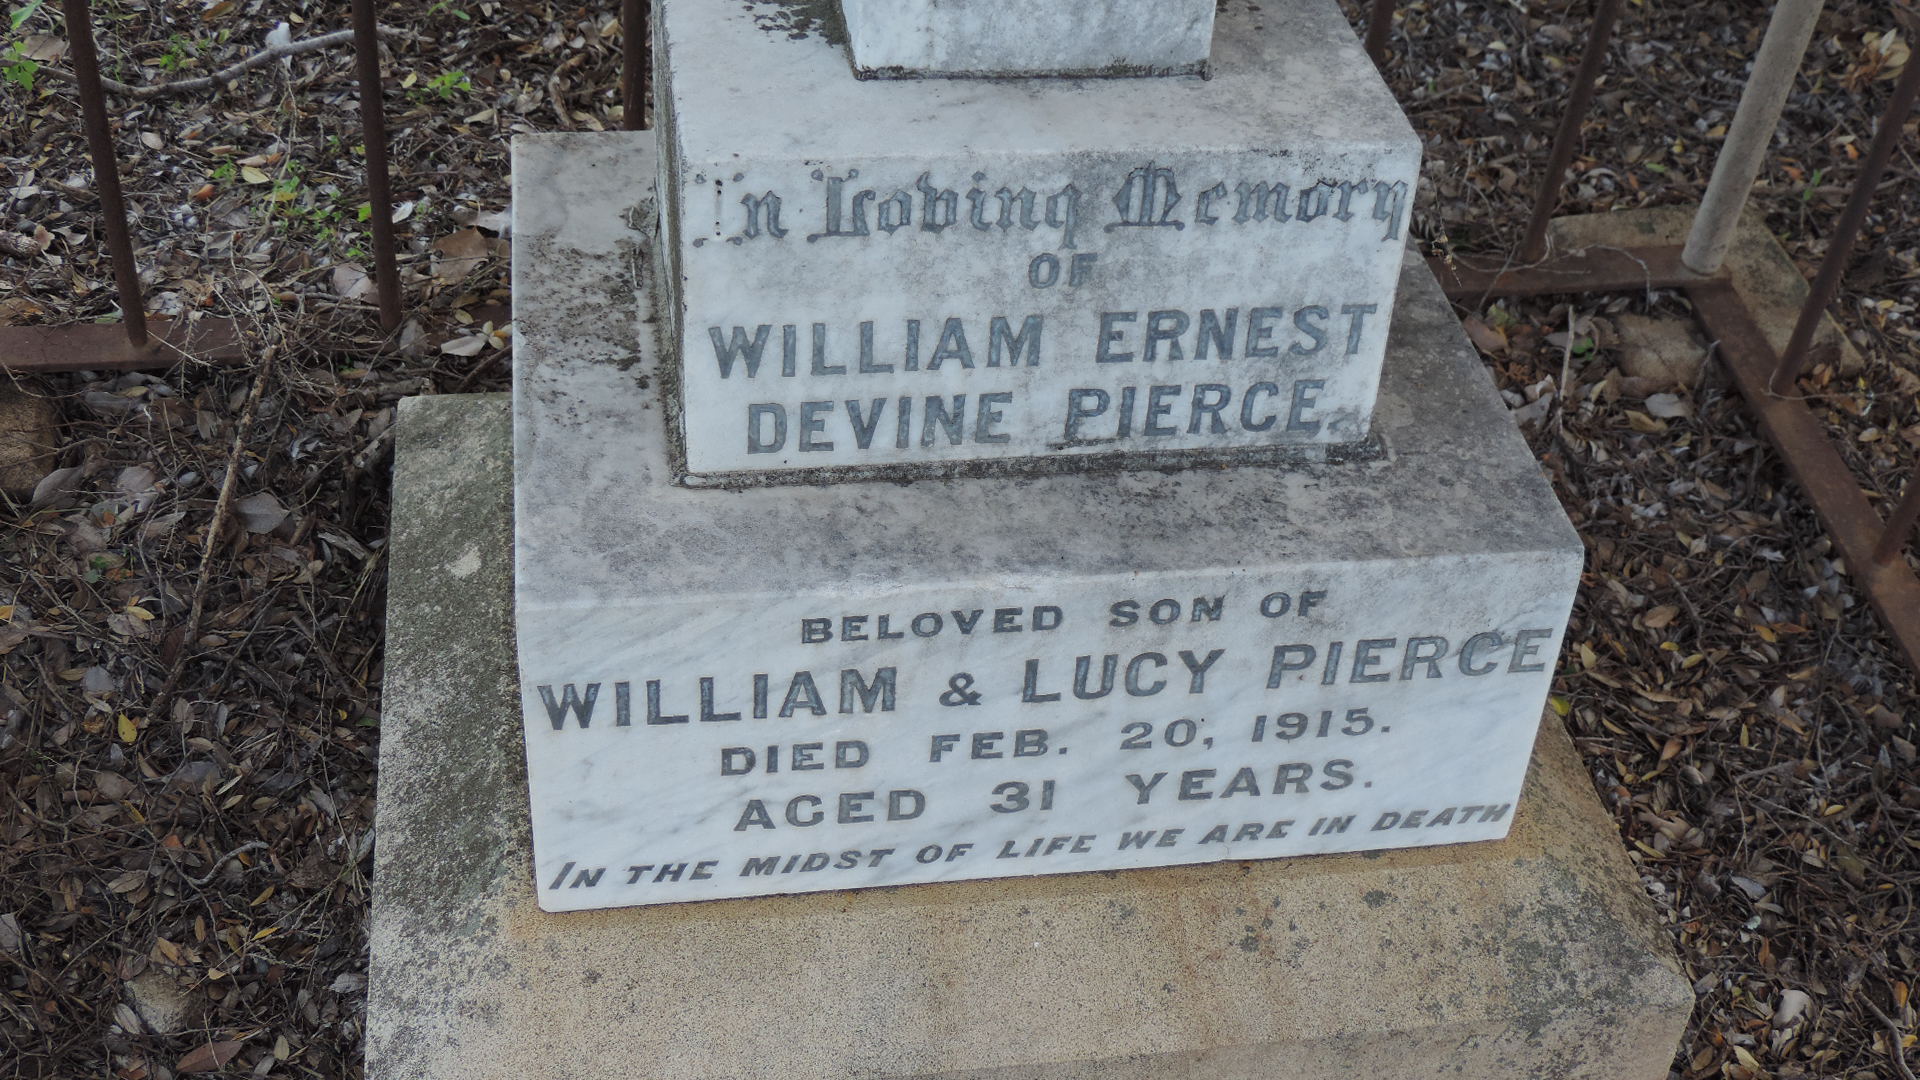 In Loving Memory
OF
WILLIAM ERNEST
DEVINE PIERCE.
BELOVED SON OF
WILLIAM & LUCY PIERCE
DIED FEB. 20, 1915.
AGED 31 YEARS.
IN THE MIDST OF LIFE WE ARE IN DEATH